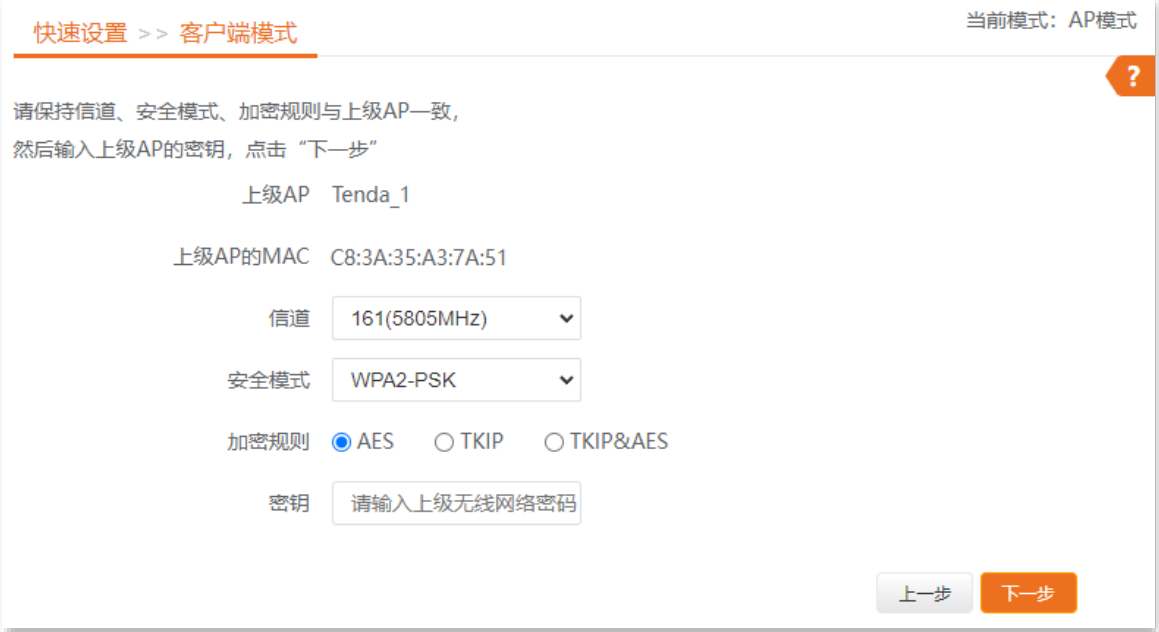 快速设置 >> 客户端模式
当前模式：AP模式
?
请保持信道、安全模式、加密规则与上级AP一致，
然后输入上级AP的密钥，点击“下一步”
上级AP Tenda_1
上级AP的MAC C8:3A:35:A3:7A:51
信道 161(5805MHz)
安全模式 WPA2-PSK
加密规则 AES TKIP TKIP&AES
密钥 请输入上级无线网络密码
上一步 下一步